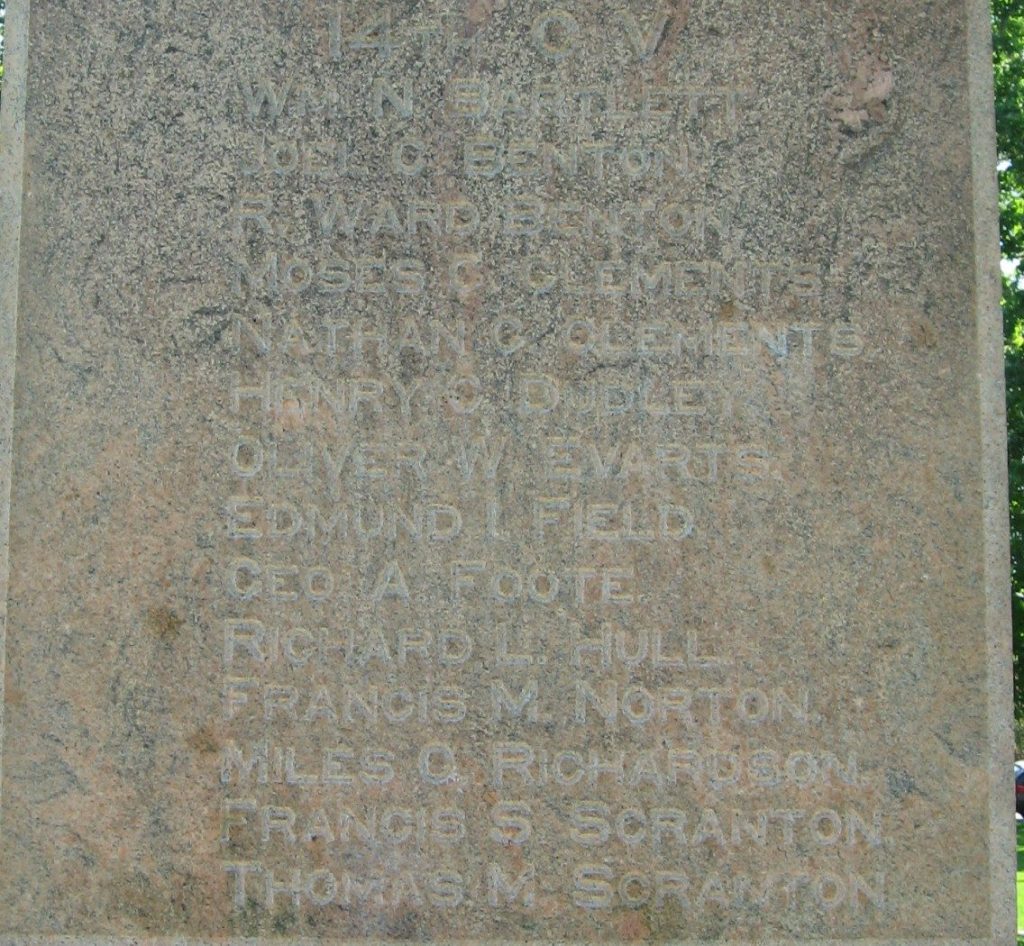 14TH C V
WM. N. BARTLETT
JOEL C. BENTON
R. WARD BENTON
MOSES C. CLEMENTS
NATHAN C. CLEMENTS
HENRY C. DUDLEY
OLIVER W. EVARTS.
EDMUND I. FIELD
GEO. A. FOOTE.
RICHARD L. HULL.
FRANCIS M. NORTON.
MILES G. RICHARDSON.
FRANCIS S. SCRANTON.
THOMAS M. SCRANTON